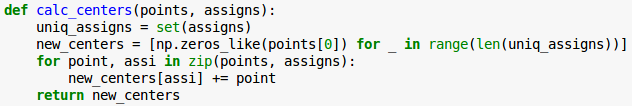 def calc_centers(points, assigns):
    uniq_assigns = set(assigns)
    new_centers = [np.zeros_like(points[0]) for _ in range(len(uniq_assigns))]
    for point, assi in zip(points, assigns):
        new_centers[assi] += point
    return new_centers